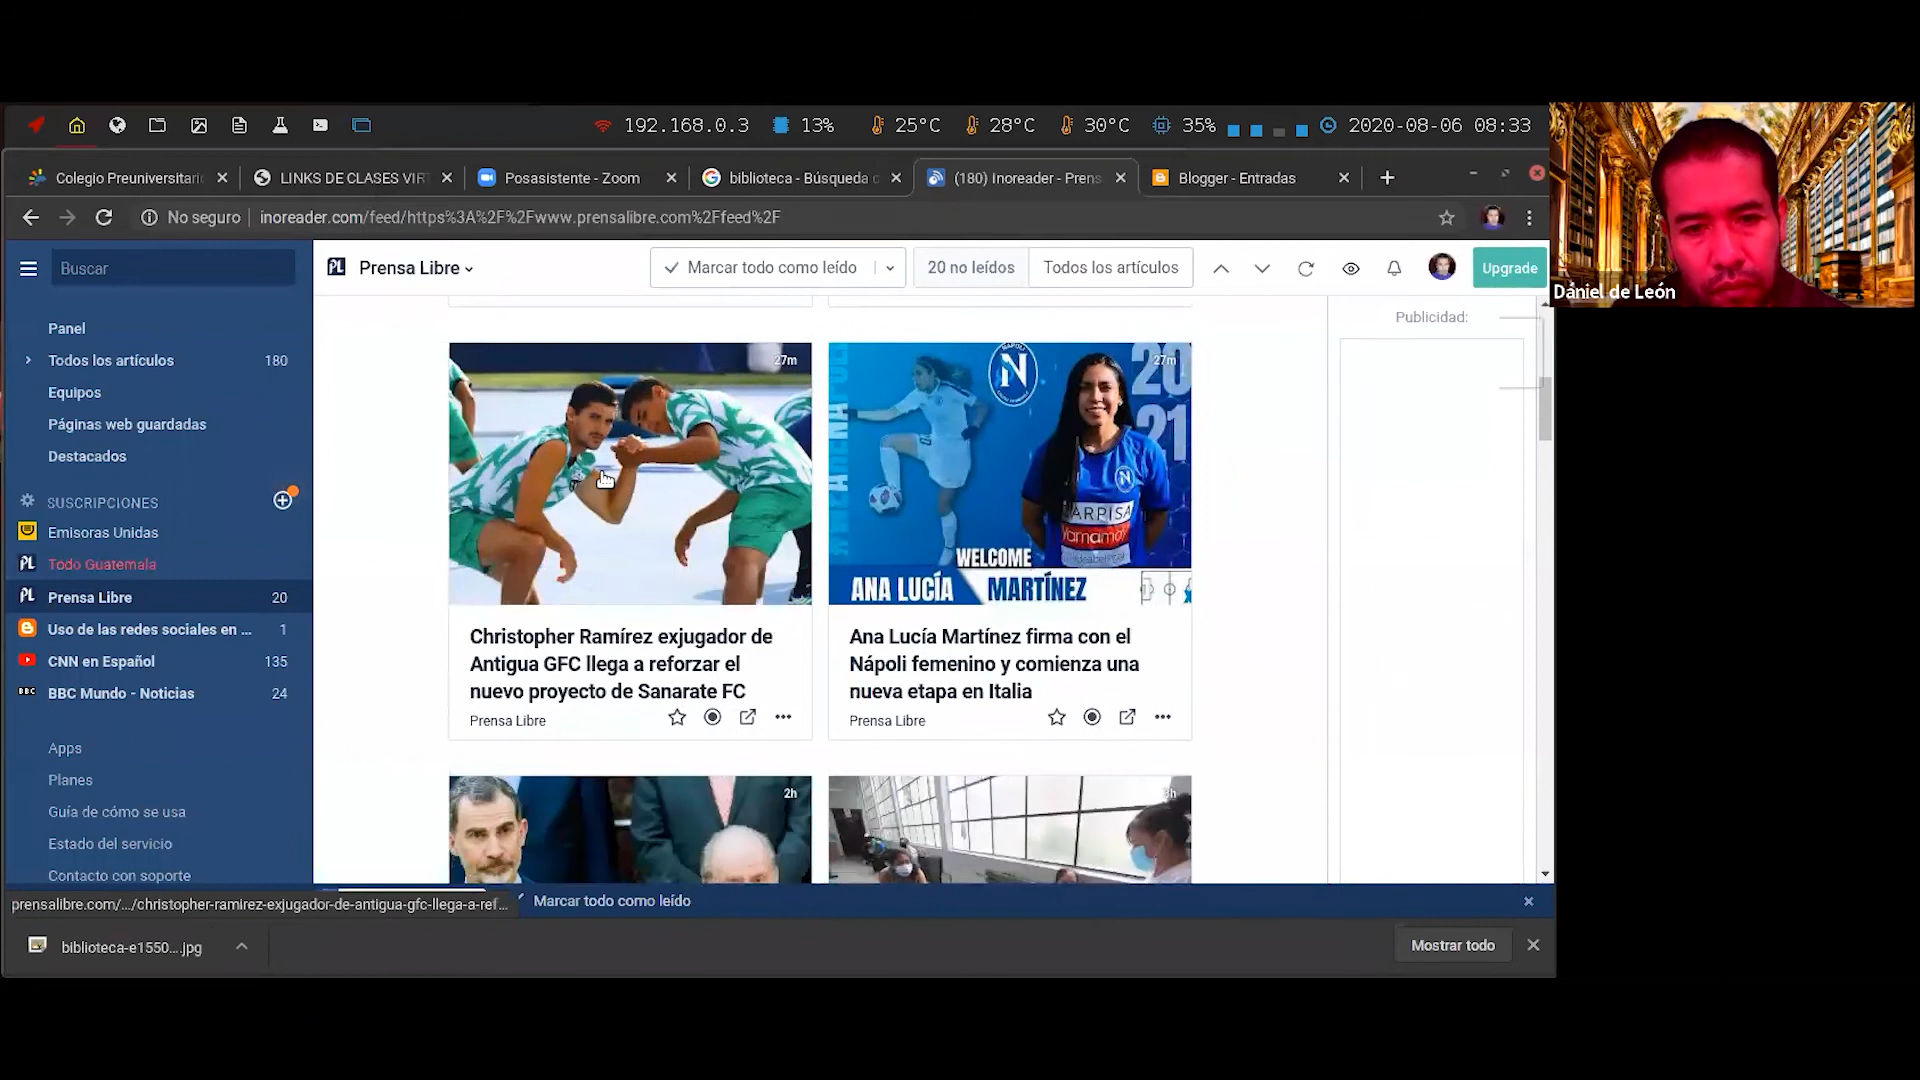 192.168.0.3 13% 25°C 28°C 30°C 35% 2020-08-06 08:33
Colegio Preuniversitari LINKS DE CLASES VIRT Posasistente - Zoom biblioteca - Búsqueda (180) Inoreader - Prens Blogger - Entradas
No seguro inoreader.com/feed/https%3A%2F%2Fwww.prensalibre.com%2Ffeed%2F
Dániel de León
Buscar
Prensa Libre
Marcar todo como leído
20 no leídos
Todos los artículos
Upgrade
Panel
Todos los artículos 180
Equipos
Páginas web guardadas
Destacados
SUSCRIPCIONES
Emisoras Unidas
Todo Guatemala
Prensa Libre 20
Uso de las redes sociales en ... 1
CNN en Español 135
BBC Mundo - Noticias 24
Apps
Planes
Guía de cómo se usa
Estado del servicio
Contacto con soporte
Publicidad:
27m
27m
NAPOLI
N
2021
WELCOME
ANA LUCÍA MARTÍNEZ
Christopher Ramírez exjugador de
Antigua GFC llega a reforzar el
nuevo proyecto de Sanarate FC
Prensa Libre
Ana Lucía Martínez firma con el
Nápoli femenino y comienza una
nueva etapa en Italia
Prensa Libre
2h
Marcar todo como leído
prensalibre.com/.../christopher-ramirez-exjugador-de-antigua-gfc-llega-a-ref...
biblioteca-e1550....jpg
Mostrar todo